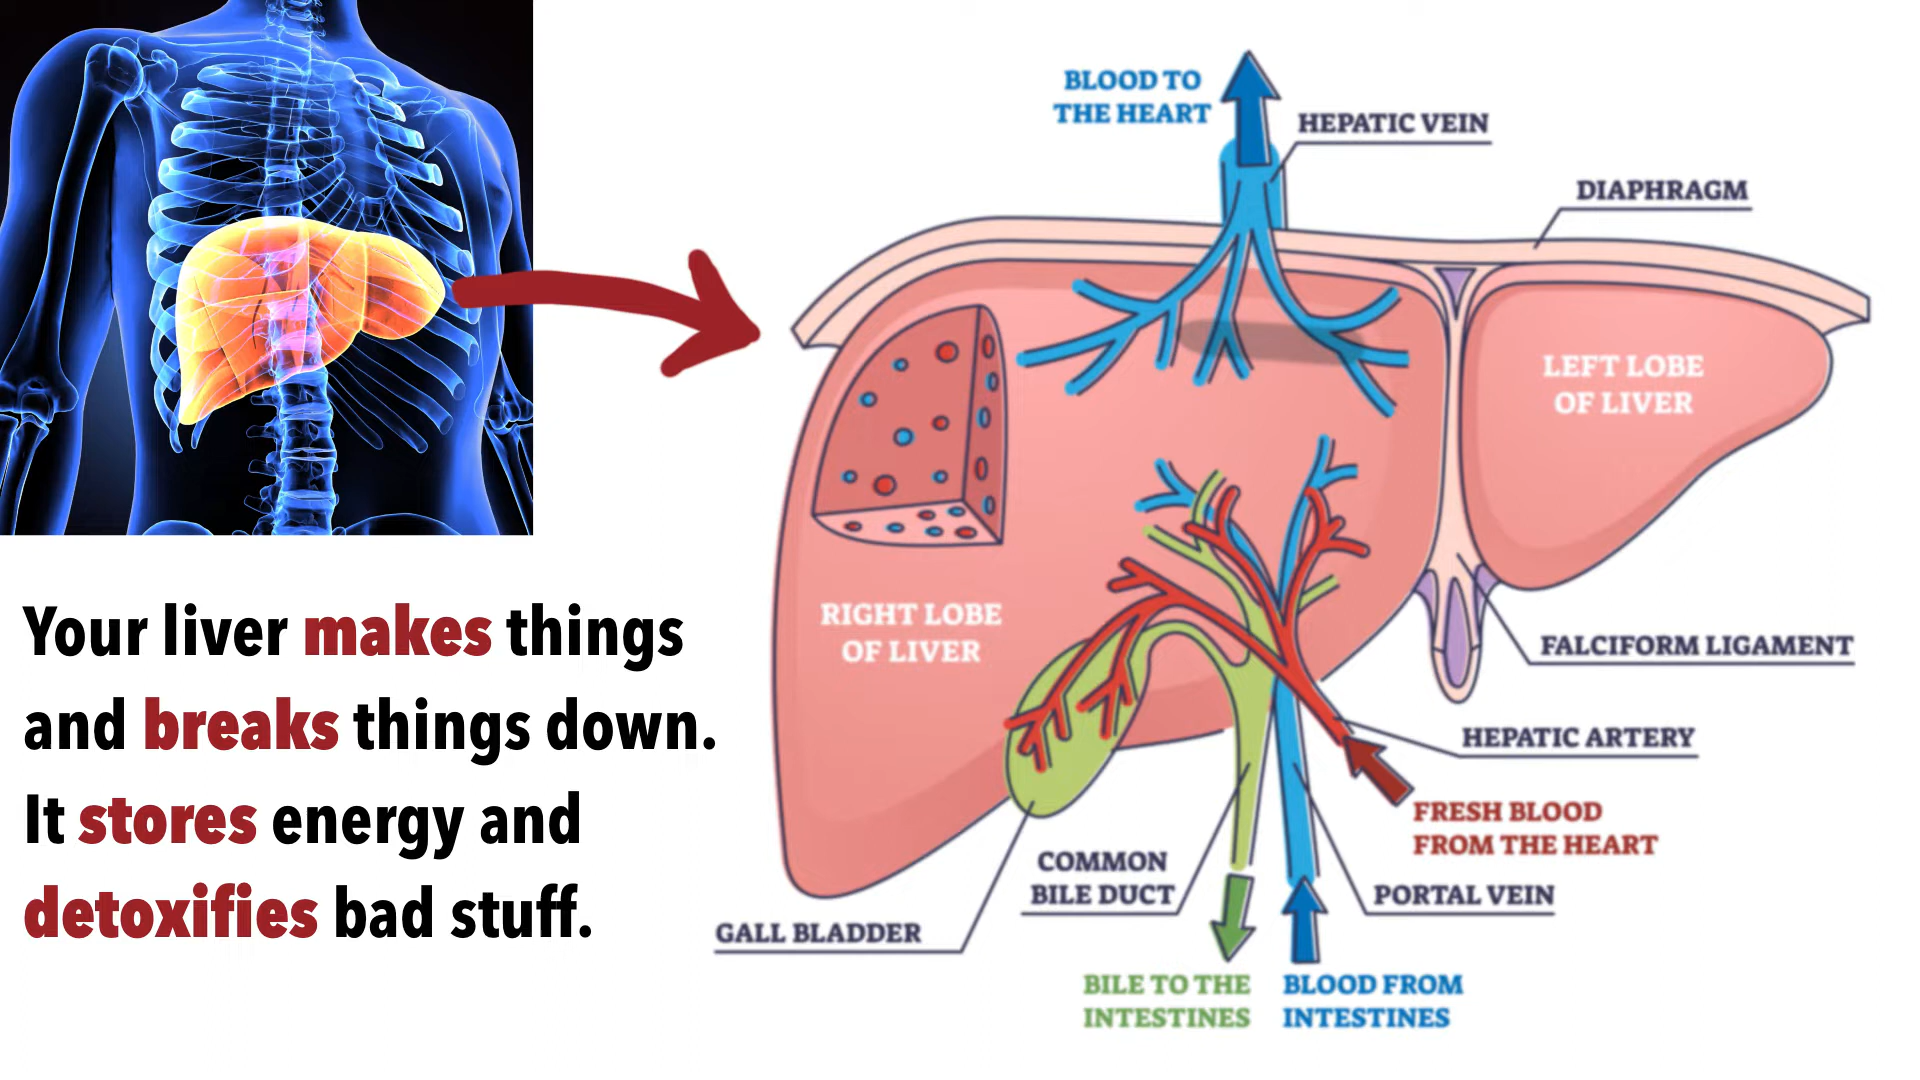 Your liver makes things
and breaks things down.
It stores energy and
detoxifies bad stuff.
BLOOD TO
THE HEART
HEPATIC VEIN
DIAPHRAGM
LEFT LOBE
OF LIVER
RIGHT LOBE
OF LIVER
FALCIFORM LIGAMENT
HEPATIC ARTERY
FRESH BLOOD
FROM THE HEART
COMMON
BILE DUCT
PORTAL VEIN
GALL BLADDER
BILE TO THE
INTESTINES
BLOOD FROM
INTESTINES